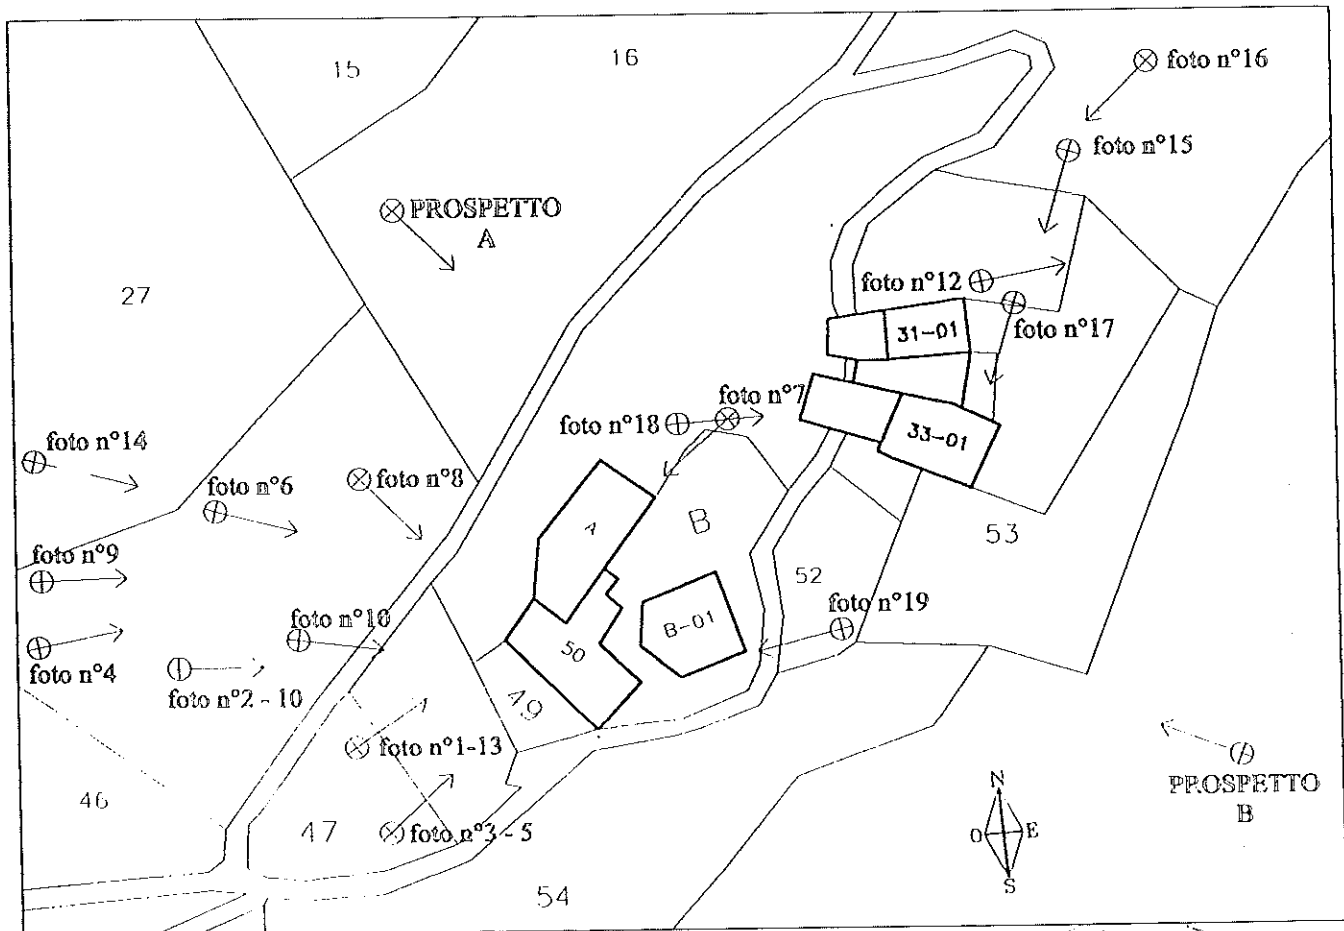 15
16
foto n°16
foto n°15
PROSPETTO
A
27
foto n°12
foto n°17
31-01
foto n°7
foto n°18
33-01
foto n°14
foto n°8
foto n°6
A
B
53
foto n°9
52
foto n°19
foto n°10
B-01
50
foto n°4
foto n°2 - 10
49
foto n°1-13
46
47
foto n°3 - 5
54
N
O
E
S
PROSPETTO
B